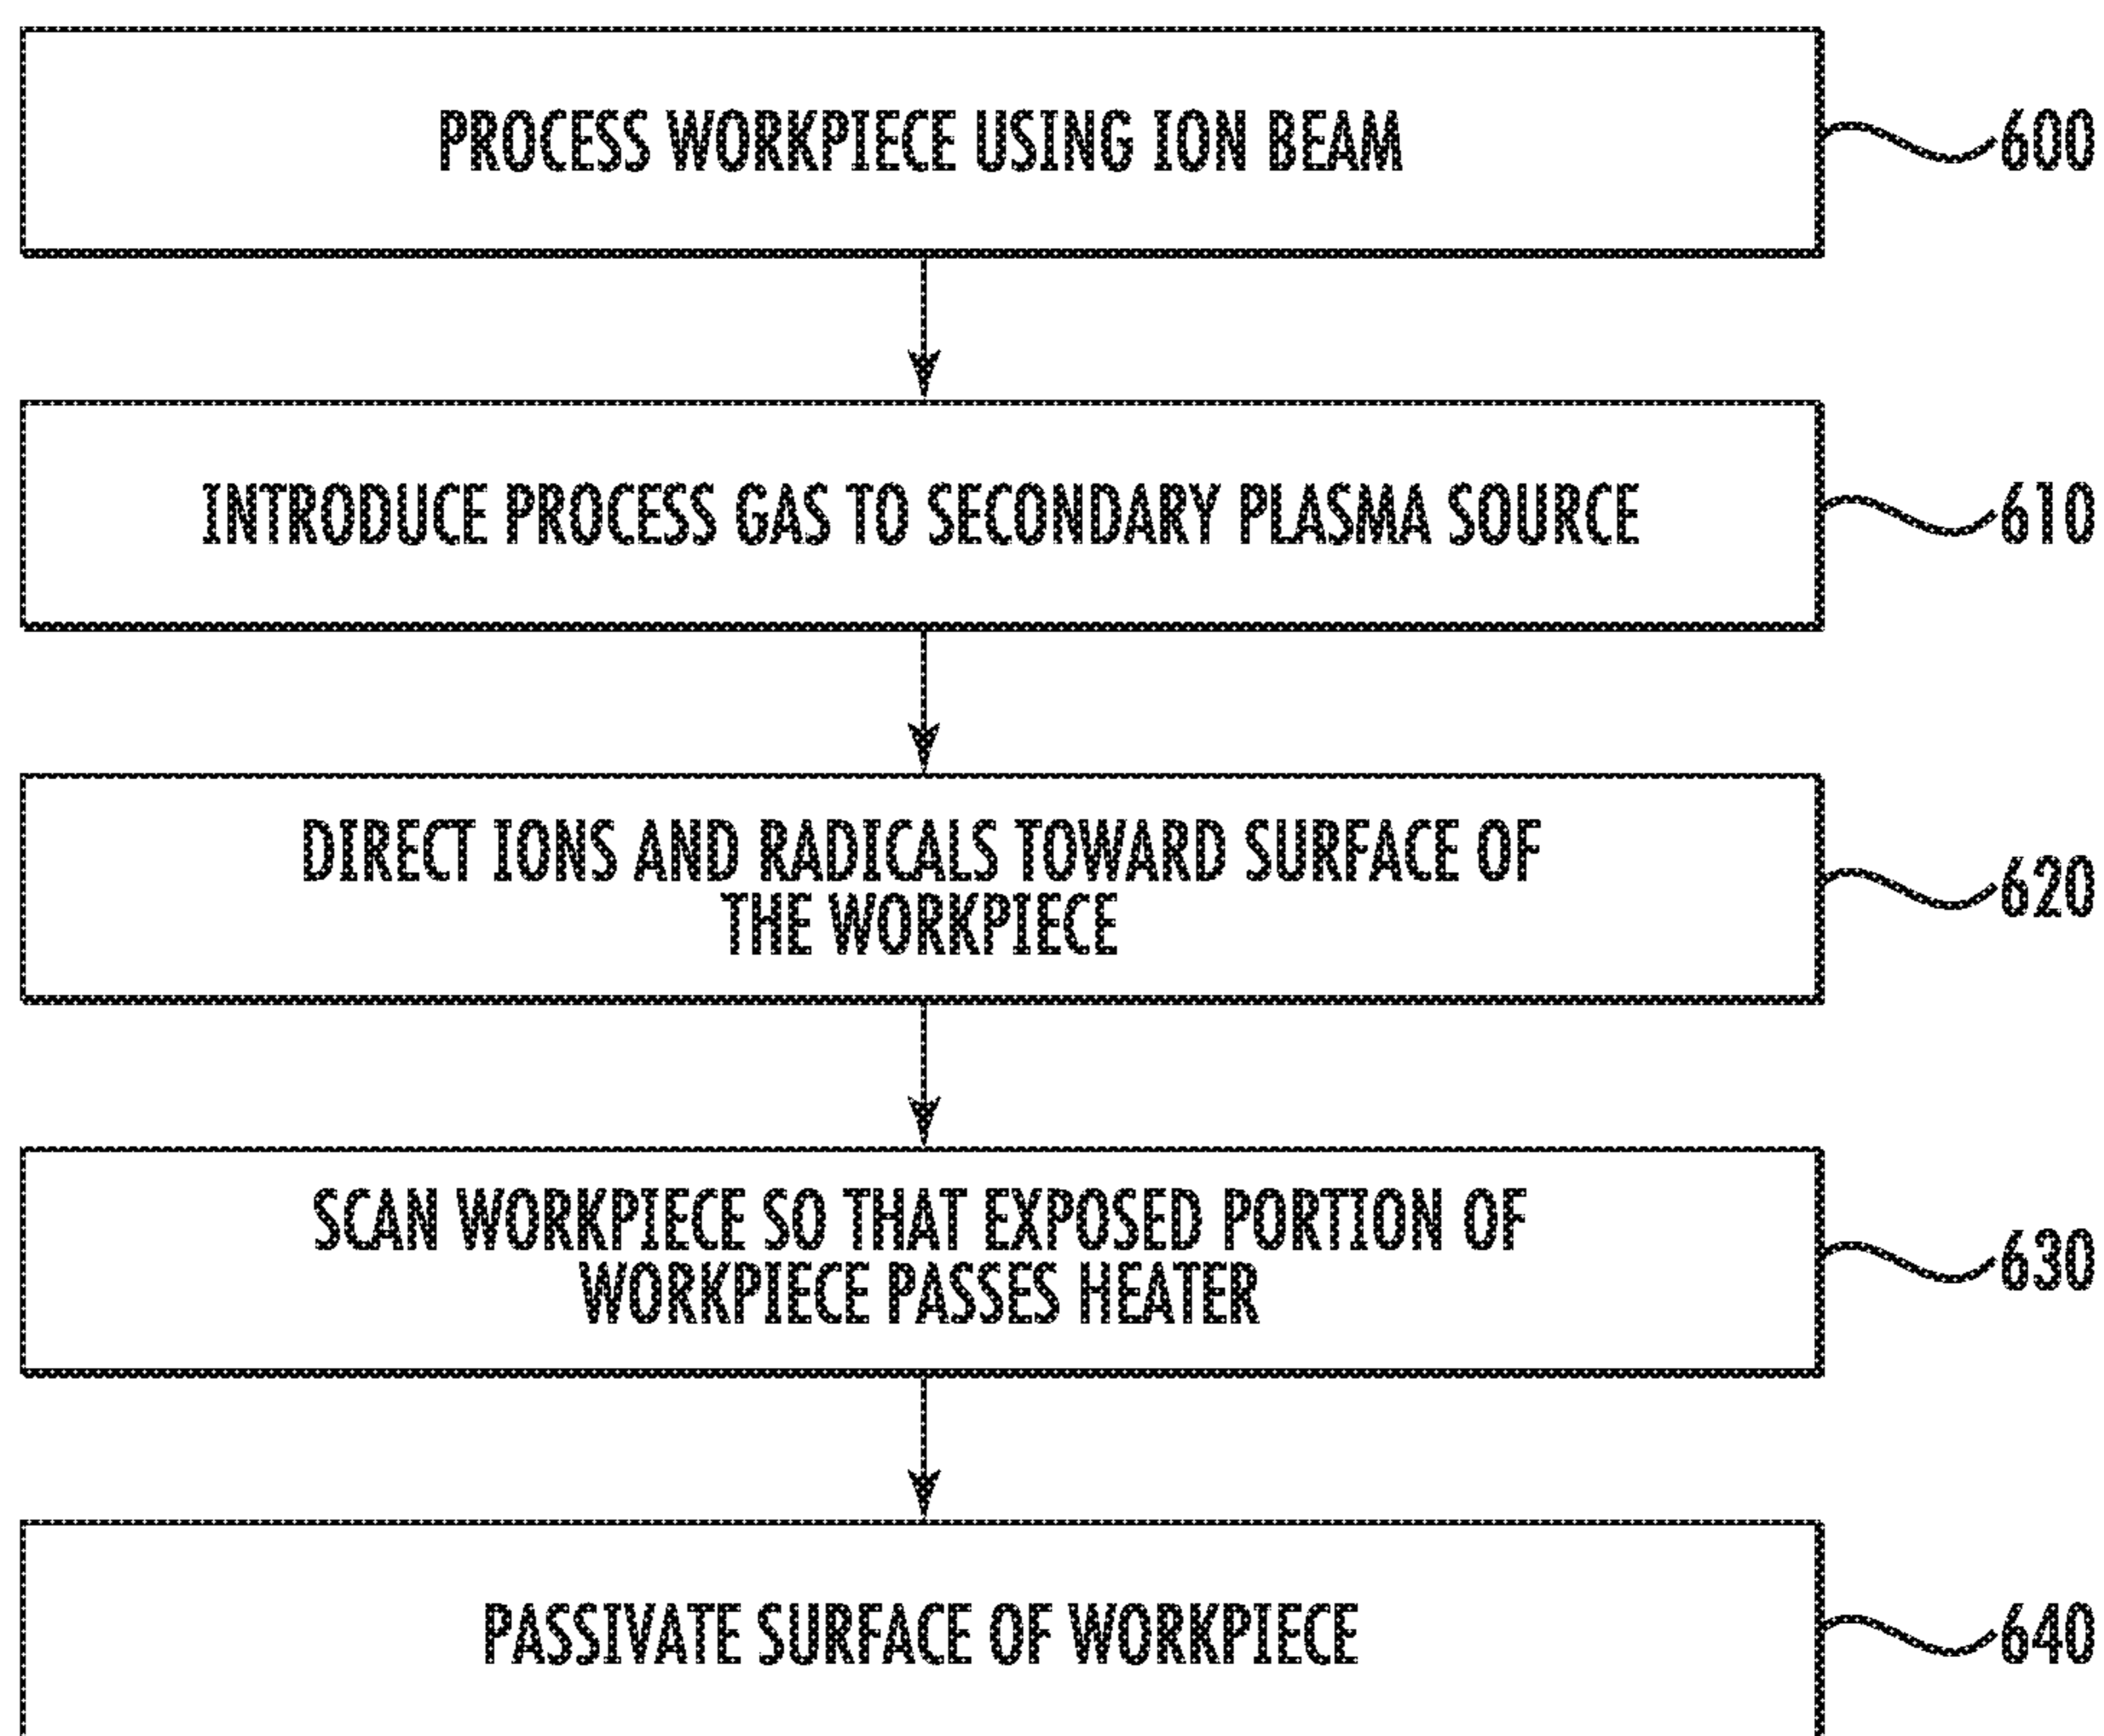 PROCESS WORKPIECE USING ION BEAM
600
INTRODUCE PROCESS GAS TO SECONDARY PLASMA SOURCE
610
DIRECT IONS AND RADICALS TOWARD SURFACE OF
THE WORKPIECE
620
SCAN WORKPIECE SO THAT EXPOSED PORTION OF
WORKPIECE PASSES HEATER
630
PASSIVATE SURFACE OF WORKPIECE
640